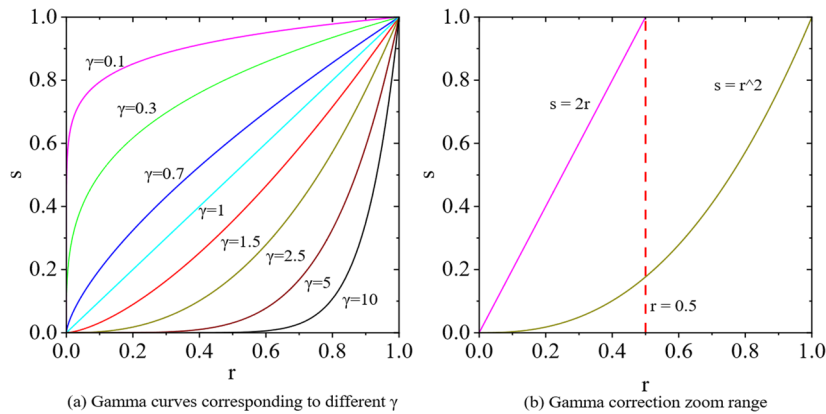 1.0
0.8
0.6
0.4
0.2
0.0
s
γ=0.1
γ=0.3
γ=0.7
γ=1
γ=1.5
γ=2.5
γ=5
γ=10
0.0 0.2 0.4 0.6 0.8 1.0
r
(a) Gamma curves corresponding to different γ
1.0
0.8
0.6
0.4
0.2
0.0
s
s = 2r
s = r^2
r = 0.5
0.0 0.2 0.4 0.6 0.8 1.0
r
(b) Gamma correction zoom range